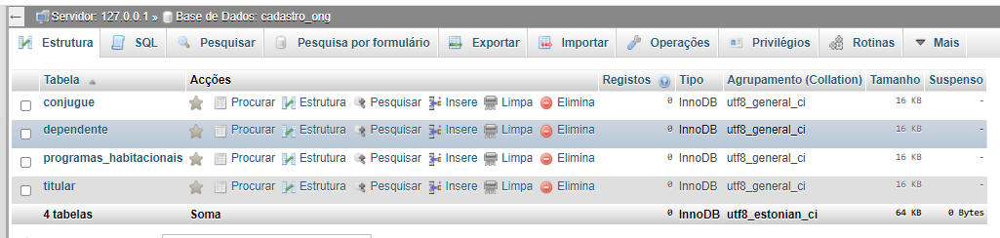 Servidor: 127.0.0.1 » Base de Dados: cadastro_ong
Estrutura SQL Pesquisar Pesquisa por formulário Exportar Importar Operações Privilégios Rotinas Mais
Tabela Acções Registos Tipo Agrupamento (Collation) Tamanho Suspenso
conjugue Procurar Estrutura Pesquisar Insere Limpa Elimina 0 InnoDB utf8_general_ci 16 KB -
dependente Procurar Estrutura Pesquisar Insere Limpa Elimina 0 InnoDB utf8_general_ci 16 KB -
programas_habitacionais Procurar Estrutura Pesquisar Insere Limpa Elimina 0 InnoDB utf8_general_ci 16 KB -
titular Procurar Estrutura Pesquisar Insere Limpa Elimina 0 InnoDB utf8_general_ci 16 KB -
4 tabelas Soma 0 InnoDB utf8_estonian_ci 64 KB 0 Bytes